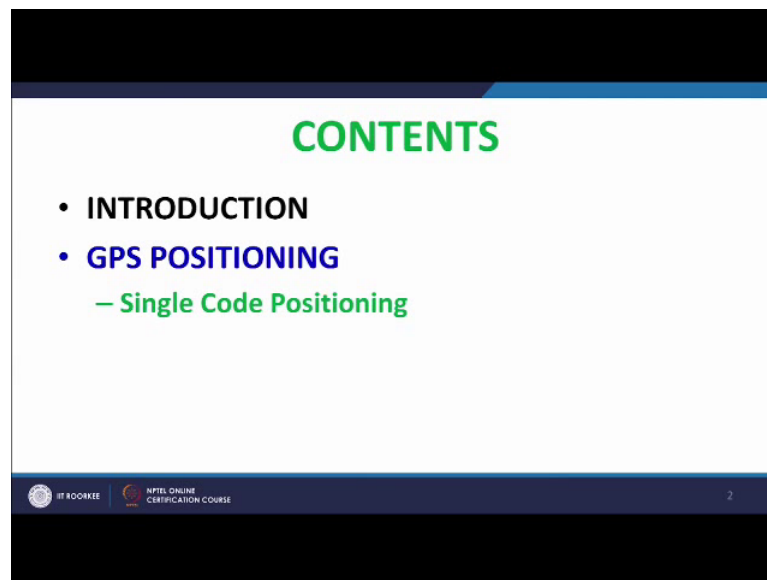 CONTENTS
• INTRODUCTION
• GPS POSITIONING
– Single Code Positioning
IIT ROORKEE
NPTEL ONLINE
CERTIFICATION COURSE
2